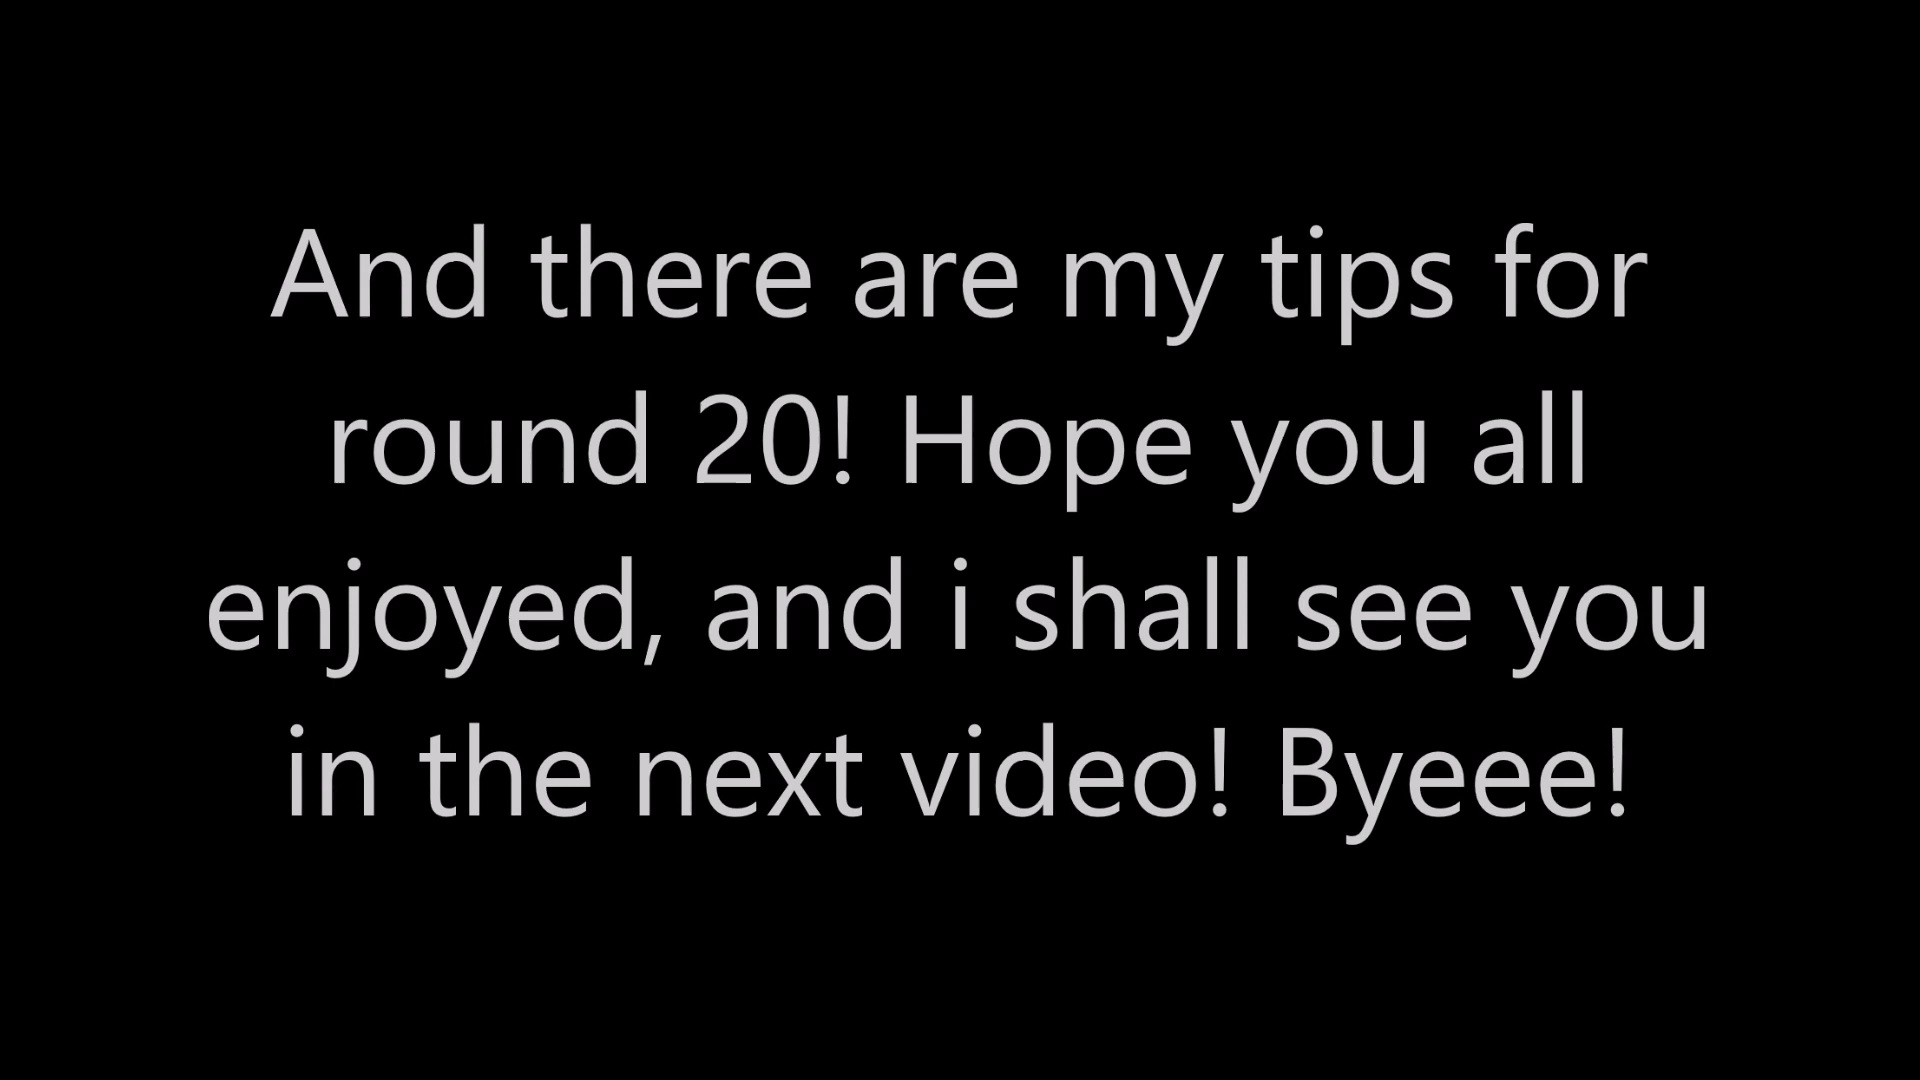 And there are my tips for
round 20! Hope you all
enjoyed, and i shall see you
in the next video! Byeee!